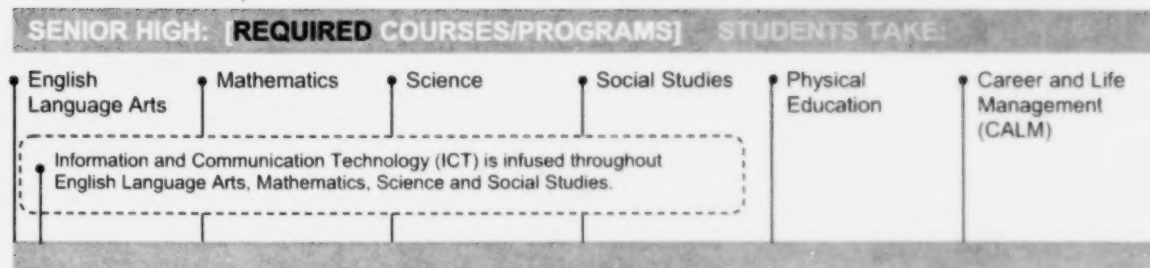 SENIOR HIGH: [REQUIRED COURSES/PROGRAMS] STUDENTS TAKE:
English
Language Arts
Mathematics
Science
Social Studies
Physical
Education
Career and Life
Management
(CALM)
Information and Communication Technology (ICT) is infused throughout
English Language Arts, Mathematics, Science and Social Studies.